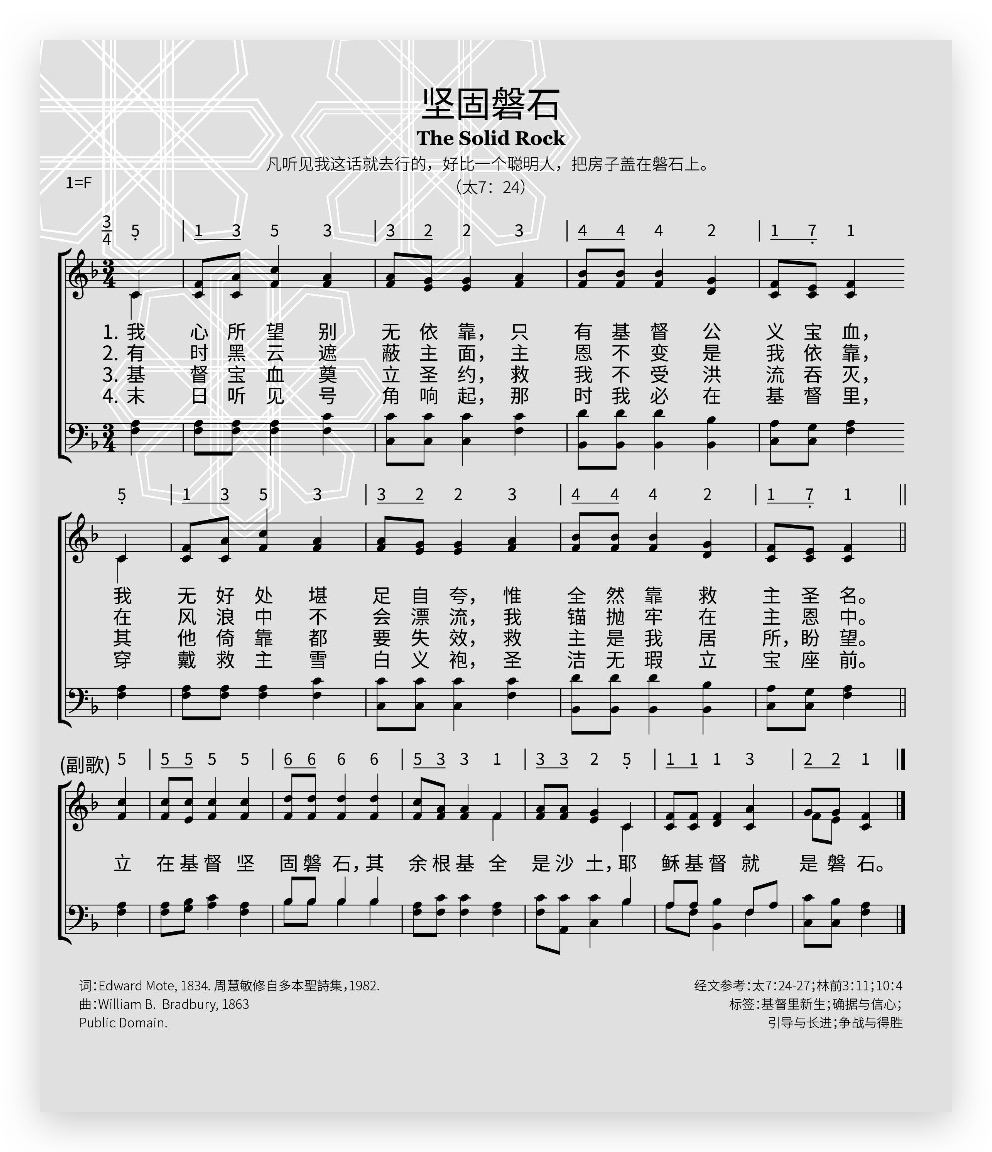 坚固磐石
The Solid Rock
凡听见我这话就去行的，好比一个聪明人，把房子盖在磐石上。
（太7：24）
1=F
3/4 5 | 1 3 5 3 | 3 2 2 3 | 4 4 4 2 | 1 7 1
1. 我 心 所 望 别 无 依 靠，只 有 基 督 公 义 宝 血，
2. 有 时 黑 云 遮 蔽 主 面，主 恩 不 变 是 我 依 靠，
3. 基 督 宝 血 奠 立 圣 约，救 我 不 受 洪 流 吞 灭，
4. 末 日 听 见 号 角 响 起，那 时 我 必 在 基 督 里，
5 | 1 3 5 3 | 3 2 2 3 | 4 4 4 2 | 1 7 1 ||
我 无 好 处 堪 足 自 夸，惟 全 然 靠 救 主 圣 名。
在 风 浪 中 不 会 漂 流，我 锚 抛 牢 在 主 恩 中。
其 他 倚 靠 都 要 失 效，救 主 是 我 居 所，盼 望。
穿 戴 救 主 雪 白 义 袍，圣 洁 无 瑕 立 宝 座 前。
(副歌) 5 | 5 5 5 5 | 6 6 6 6 | 5 3 3 1 | 3 3 2 5 | 1 1 1 3 | 2 2 1
立 在 基 督 坚 固 磐 石，其 余 根 基 全 是 沙 土，耶 稣 基 督 就 是 磐 石。
词：Edward Mote, 1834. 周慧敏修自多本聖詩集，1982.
曲：William B. Bradbury, 1863
Public Domain.
经文参考：太7：24-27；林前3：11；10：4
标签：基督里新生；确据与信心；
引导与长进；争战与得胜